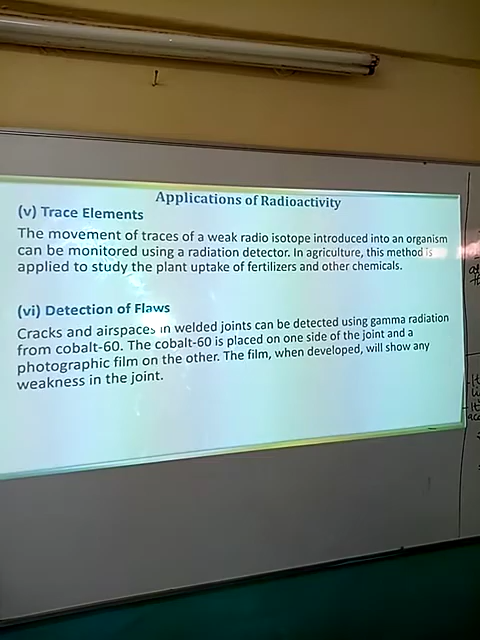 Applications of Radioactivity
(v) Trace Elements
The movement of traces of a weak radio isotope introduced into an organism
can be monitored using a radiation detector. In agriculture, this method is
applied to study the plant uptake of fertilizers and other chemicals.
(vi) Detection of Flaws
Cracks and airspaces in welded joints can be detected using gamma radiation
from cobalt-60. The cobalt-60 is placed on one side of the joint and a
photographic film on the other. The film, when developed, will show any
weakness in the joint.